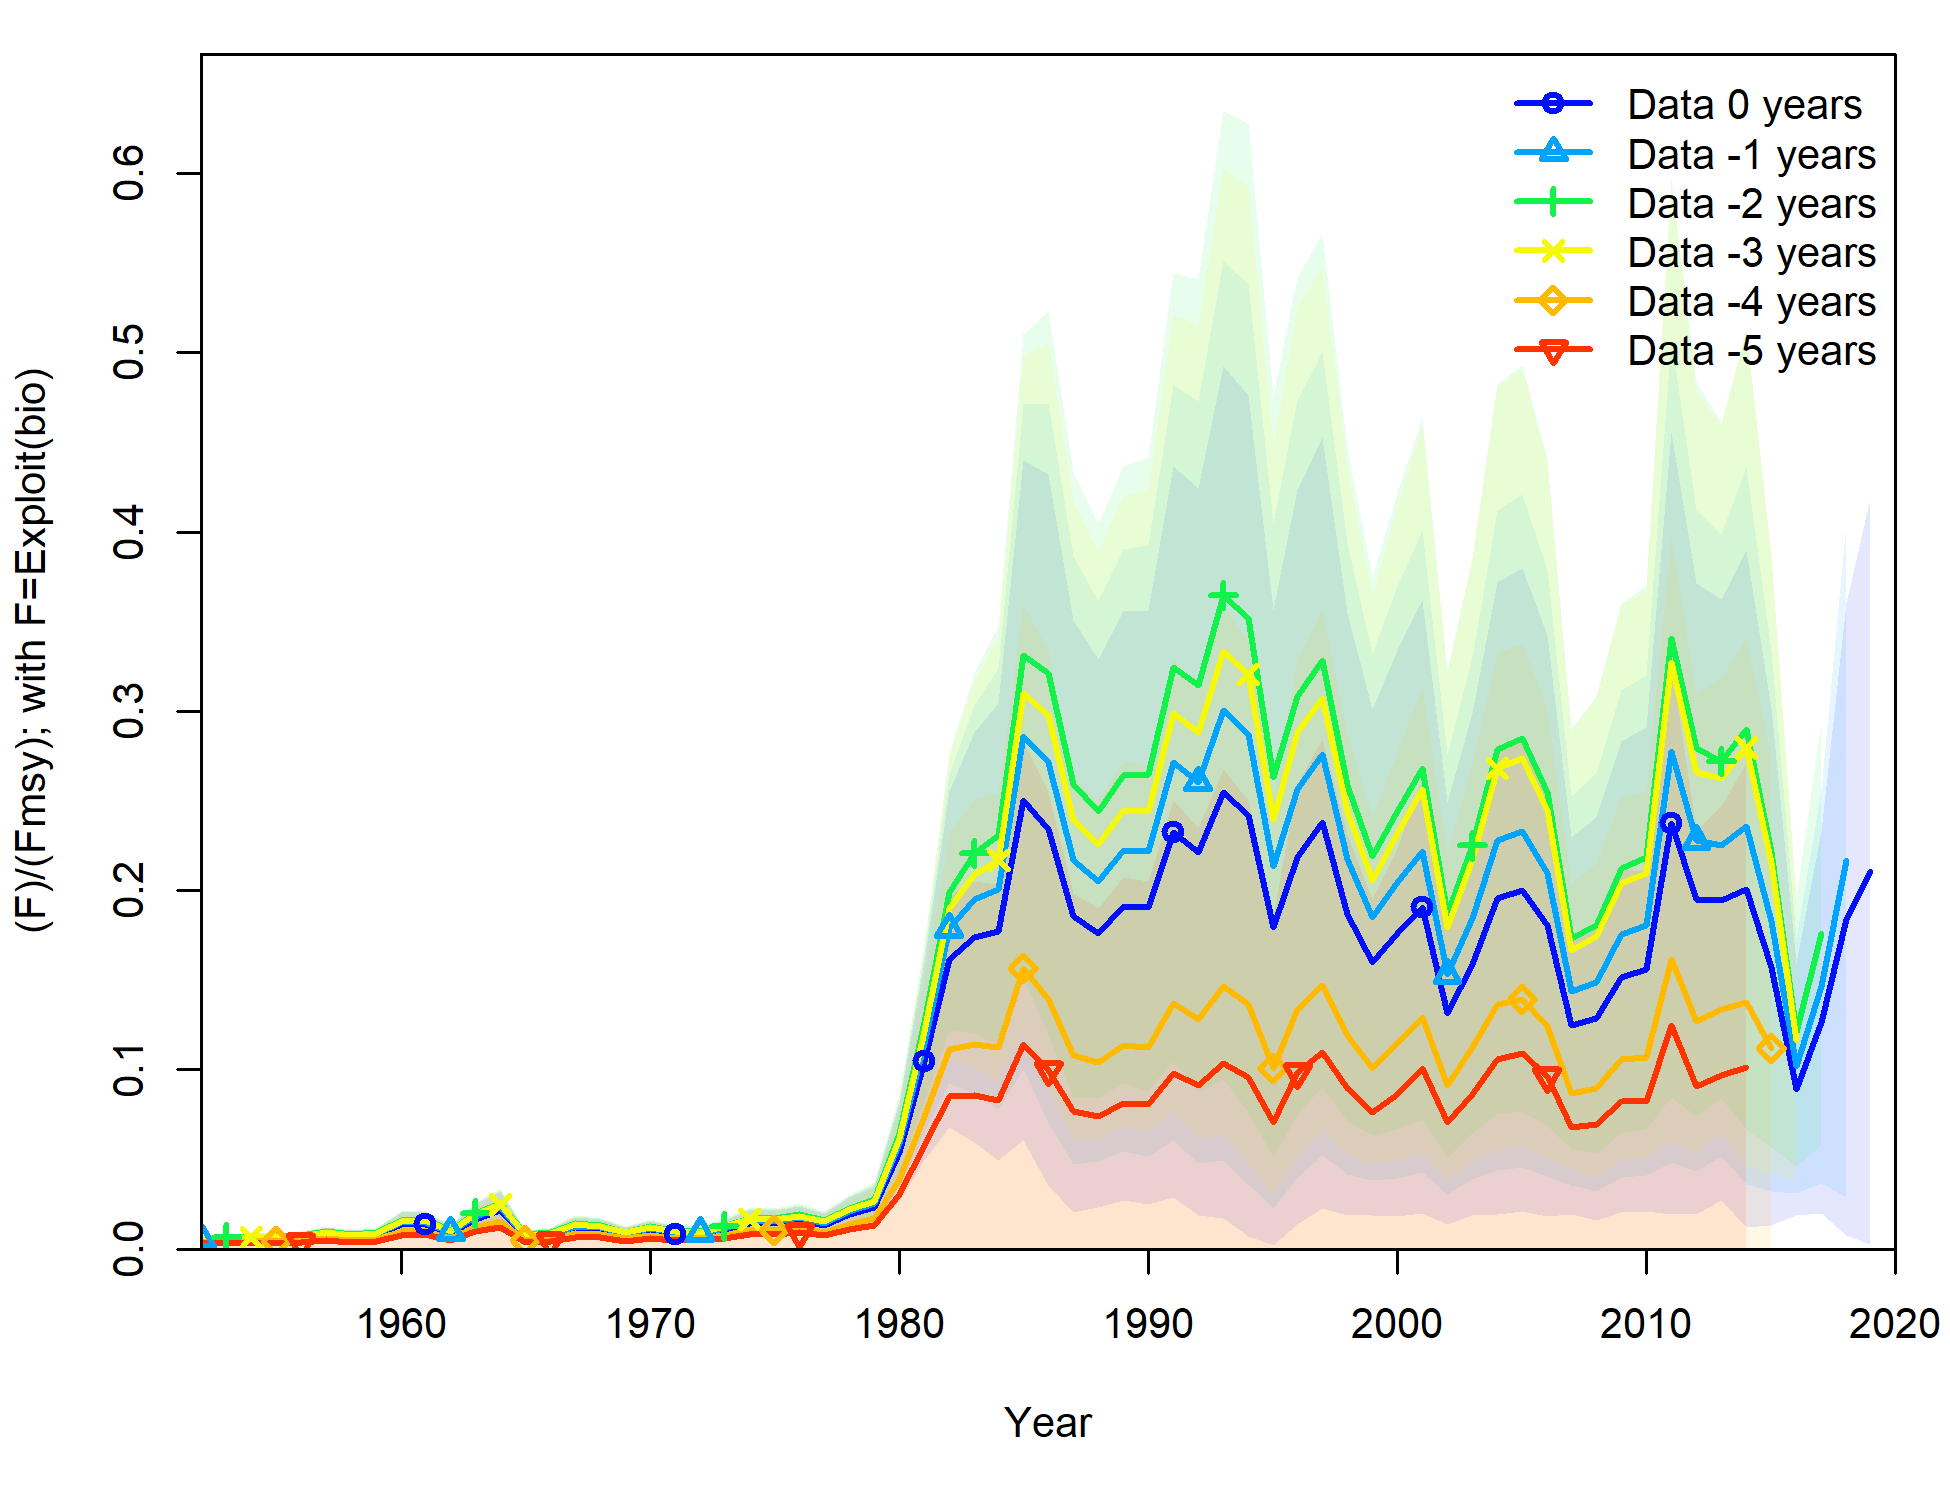 Data 0 years
Data -1 years
Data -2 years
Data -3 years
Data -4 years
Data -5 years
(F)/(Fmsy); with F=Exploit(bio)
0.6
0.5
0.4
0.3
0.2
0.1
0.0
1960 1970 1980 1990 2000 2010 2020
Year